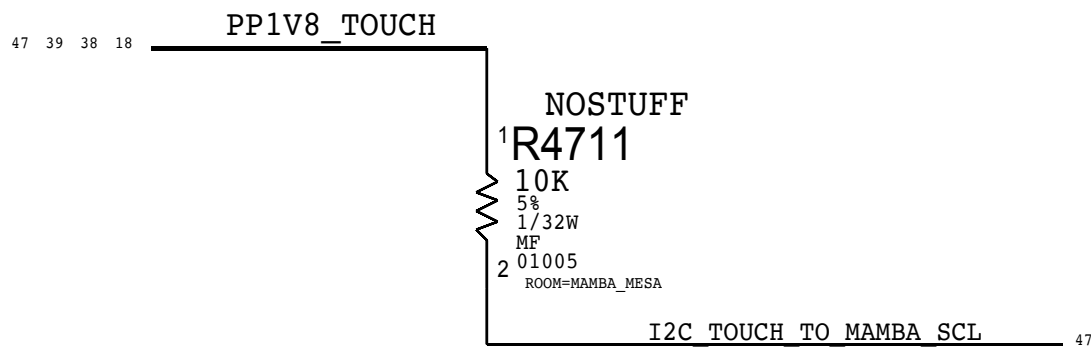 PP1V8_TOUCH
47 39 38 18
NOSTUFF
1 R4711
10K
5%
1/32W
MF
2 01005
ROOM=MAMBA_MESA
I2C_TOUCH_TO_MAMBA_SCL 47